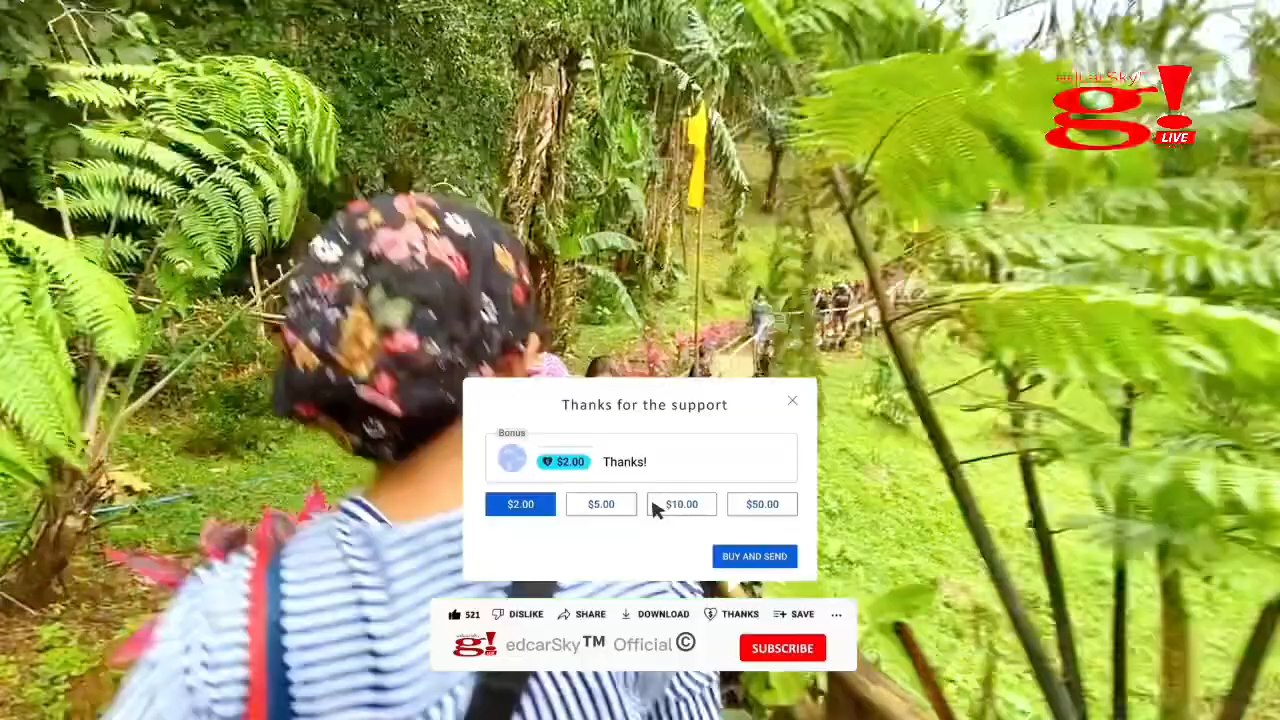 edcarSky™
g!
LIVE
Thanks for the support
Bonus
$2.00 Thanks!
$2.00 $5.00 $10.00 $50.00
BUY AND SEND
521 DISLIKE SHARE DOWNLOAD THANKS SAVE
g! edcarSky™ Official©
SUBSCRIBE